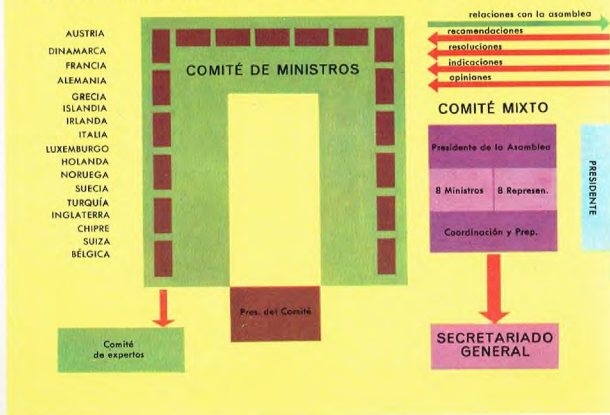 AUSTRIA
DINAMARCA
FRANCIA
ALEMANIA
GRECIA
ISLANDIA
IRLANDA
ITALIA
LUXEMBURGO
HOLANDA
NORUEGA
SUECIA
TURQUÍA
INGLATERRA
CHIPRE
SUIZA
BÉLGICA
COMITÉ DE MINISTROS
Pres. del Comité
Comité
de expertos
relaciones con la asamblea
recomendaciones
resoluciones
indicaciones
opiniones
COMITÉ MIXTO
Presidente de la Asamblea
8 Ministros
8 Represen.
Coordinación y Prep.
SECRETARIADO
GENERAL
PRESIDENTE